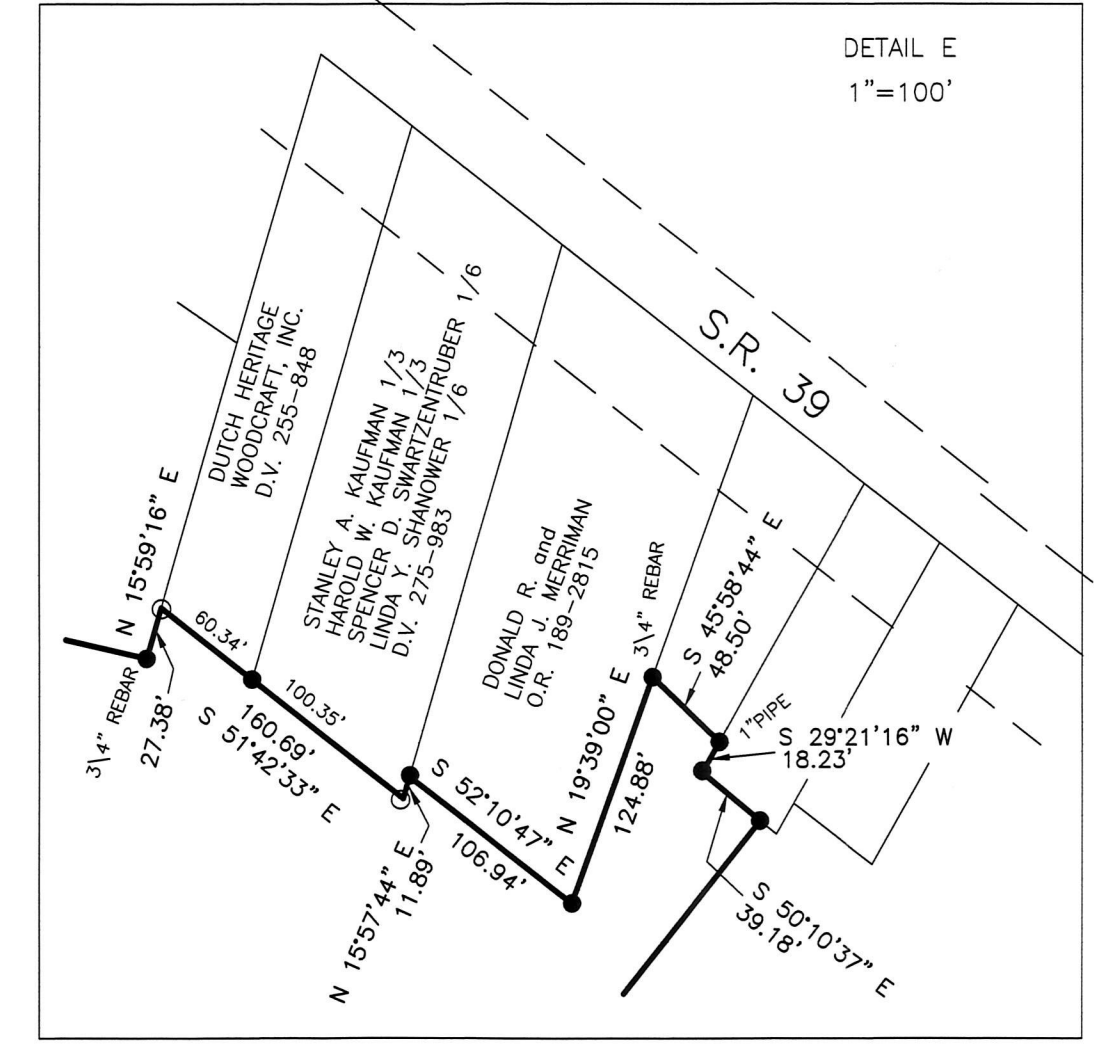 DETAIL E
1"=100'
S.R. 39
DUTCH HERITAGE
WOODCRAFT, INC.
D.V. 255-848
STANLEY A. KAUFMAN 1/3
HAROLD W. KAUFMAN 1/3
SPENCER D. SWARTZENTRUBER 1/6
LINDA Y. SHANOWER 1/6
D.V. 275-983
DONALD R. and
LINDA J. MERRIMAN
O.R. 189-2815
N 15°59'16" E
27.38'
3\4" REBAR
60.34'
100.35'
160.69'
S 51°42'33" E
N 15°57'44" E
11.89'
S 52°10'47" E
106.94'
N 19°39'00" E
124.88'
3\4" REBAR
S 45°58'44" E
48.50'
1"PIPE
S 29°21'16" W
18.23'
S 50°10'37" E
39.18'